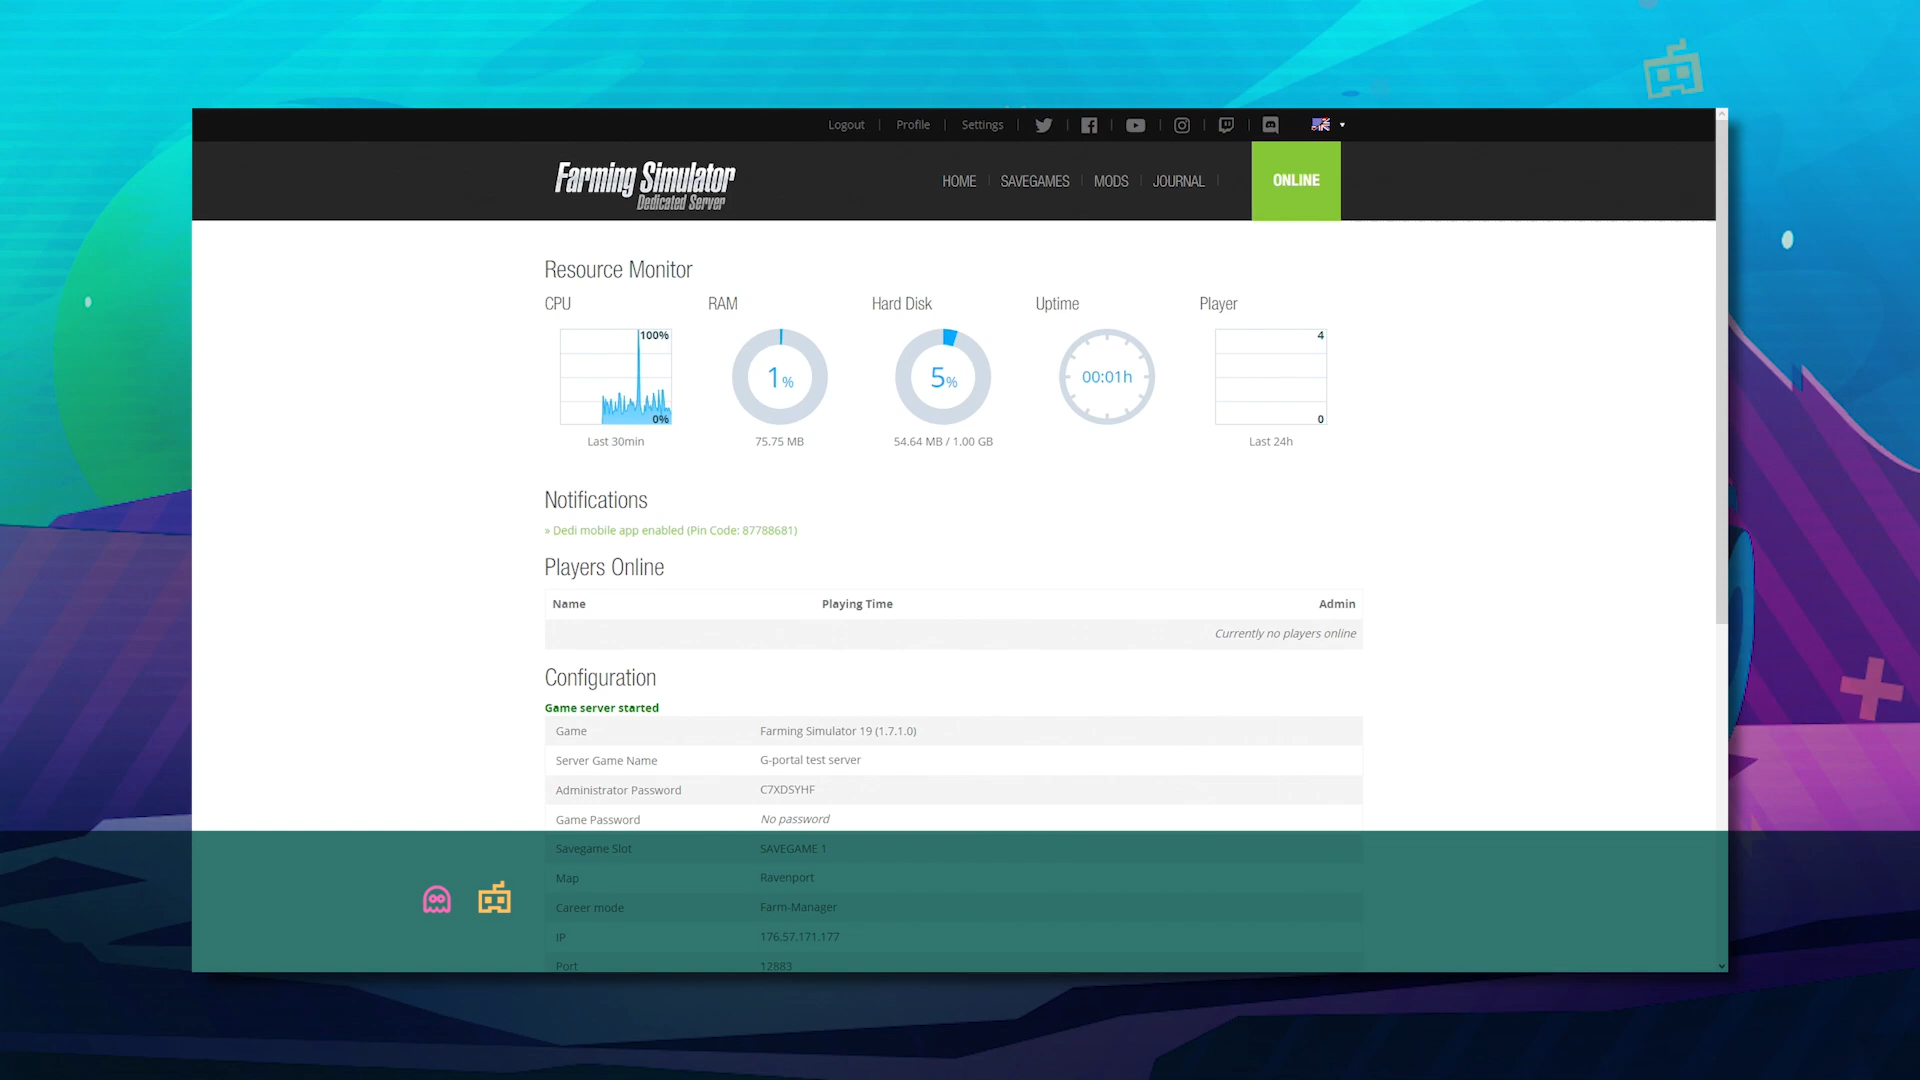 Logout | Profile | Settings
Farming Simulator
Dedicated Server
HOME SAVEGAMES MODS JOURNAL ONLINE
Resource Monitor
CPU RAM Hard Disk Uptime Player
100% 4
1% 5% 00:01h
0% 0
Last 30min 75.75 MB 54.64 MB / 1.00 GB Last 24h
Notifications
» Dedi mobile app enabled (Pin Code: 87788681)
Players Online
Name Playing Time Admin
Currently no players online
Configuration
Game server started
Game Farming Simulator 19 (1.7.1.0)
Server Game Name G-portal test server
Administrator Password C7XDSYHF
Game Password No password
Savegame Slot SAVEGAME 1
Map Ravenport
Career mode Farm-Manager
IP 176.57.171.177
Port 12883